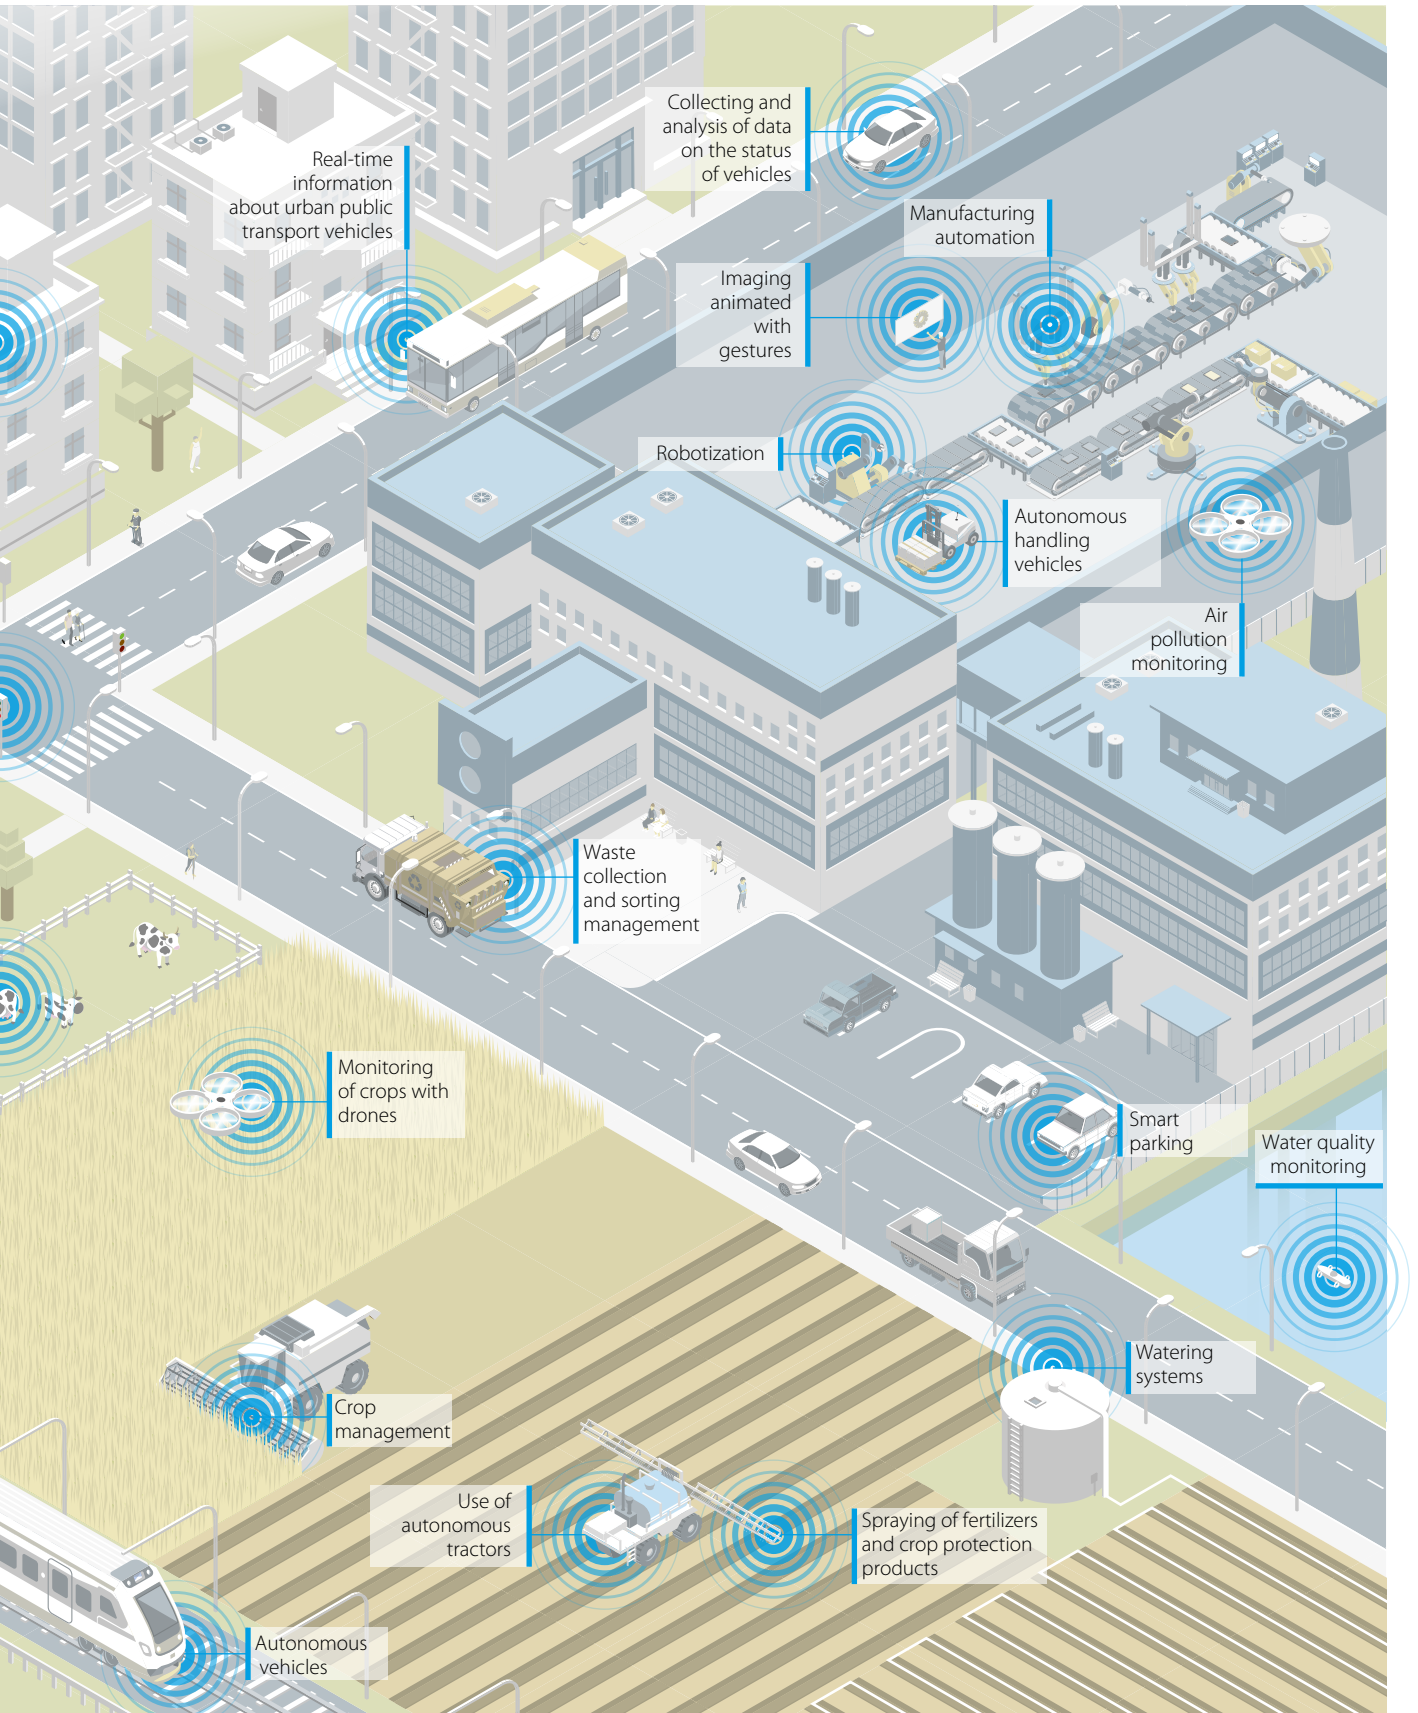 Collecting and
analysis of data
on the status
of vehicles
Real-time
information
about urban public
transport vehicles
Manufacturing
automation
Imaging
animated
with
gestures
Robotization
Autonomous
handling
vehicles
Air
pollution
monitoring
Waste
collection
and sorting
management
Monitoring
of crops with
drones
Smart
parking
Water quality
monitoring
Watering
systems
Crop
management
Use of
autonomous
tractors
Spraying of fertilizers
and crop protection
products
Autonomous
vehicles